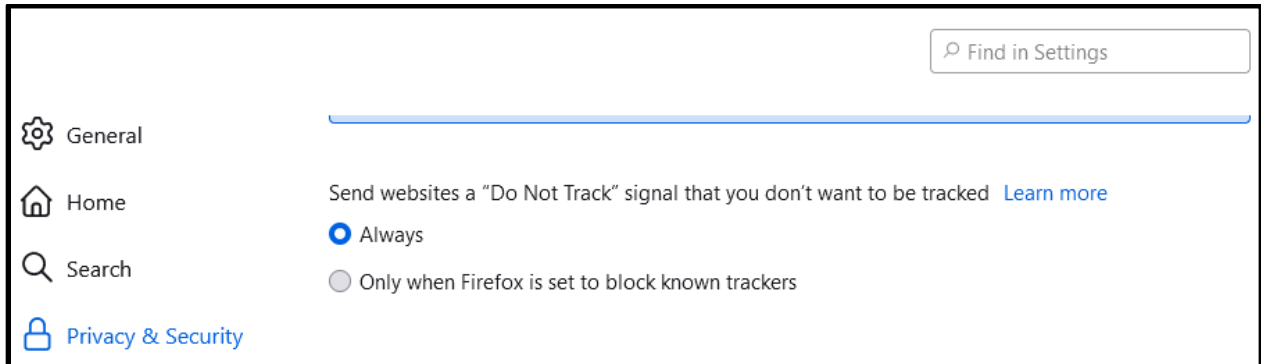 Find in Settings
General
Home
Search
Privacy & Security
Send websites a “Do Not Track” signal that you don’t want to be tracked Learn more
Always
Only when Firefox is set to block known trackers